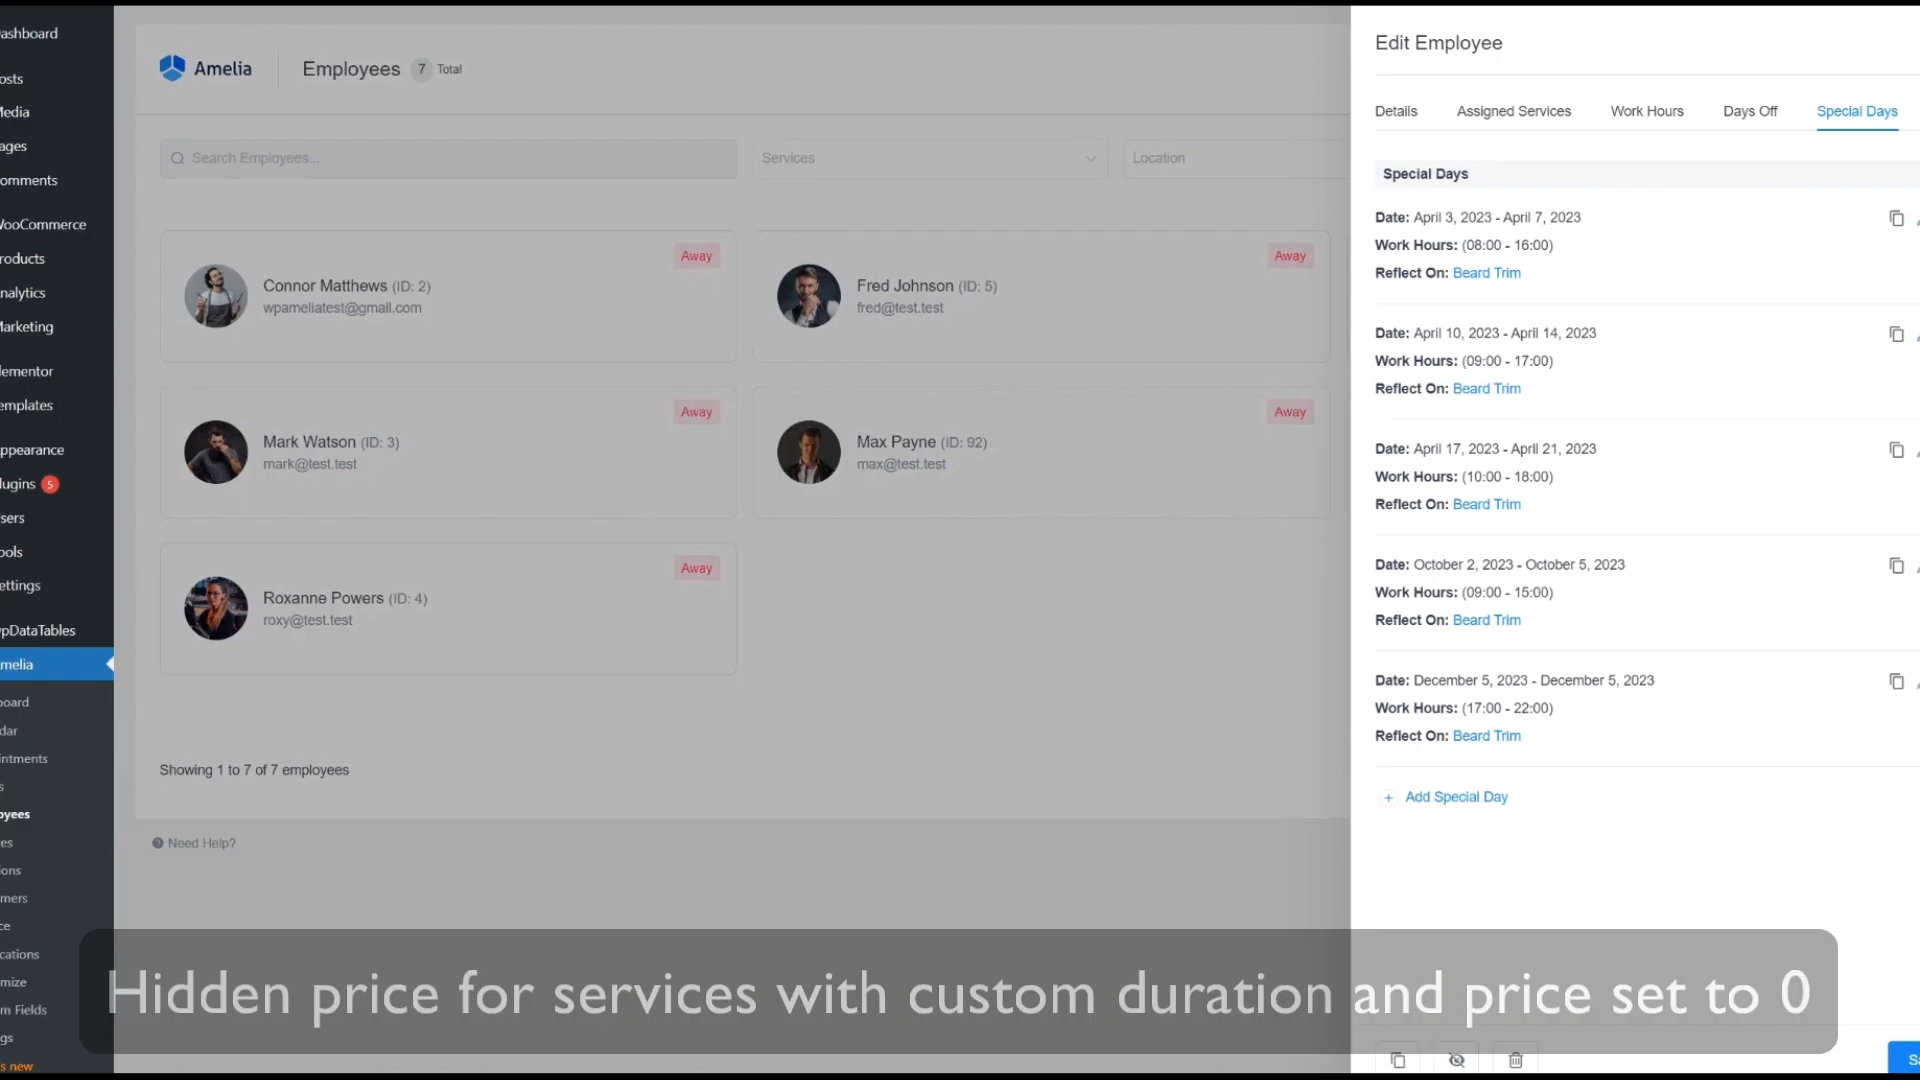 ashboard
osts
Media
ages
omments
WooCommerce
roducts
nalytics
Marketing
lementor
emplates
ppearance
lugins 5
sers
ools
ettings
pDataTables
melia
board
dar
intments
s
oyees
ces
ions
mers
ce
cations
mize
m Fields
gs
s new
Amelia
Employees 7 Total
Search Employees...
Services
Location
Away
Connor Matthews (ID: 2)
wpameliatest@gmail.com
Away
Fred Johnson (ID: 5)
fred@test.test
Away
Mark Watson (ID: 3)
mark@test.test
Away
Max Payne (ID: 92)
max@test.test
Away
Roxanne Powers (ID: 4)
roxy@test.test
Showing 1 to 7 of 7 employees
Need Help?
Edit Employee
Details Assigned Services Work Hours Days Off Special Days
Special Days
Date: April 3, 2023 - April 7, 2023
Work Hours: (08:00 - 16:00)
Reflect On: Beard Trim
Date: April 10, 2023 - April 14, 2023
Work Hours: (09:00 - 17:00)
Reflect On: Beard Trim
Date: April 17, 2023 - April 21, 2023
Work Hours: (10:00 - 18:00)
Reflect On: Beard Trim
Date: October 2, 2023 - October 5, 2023
Work Hours: (09:00 - 15:00)
Reflect On: Beard Trim
Date: December 5, 2023 - December 5, 2023
Work Hours: (17:00 - 22:00)
Reflect On: Beard Trim
+ Add Special Day
Hidden price for services with custom duration and price set to 0